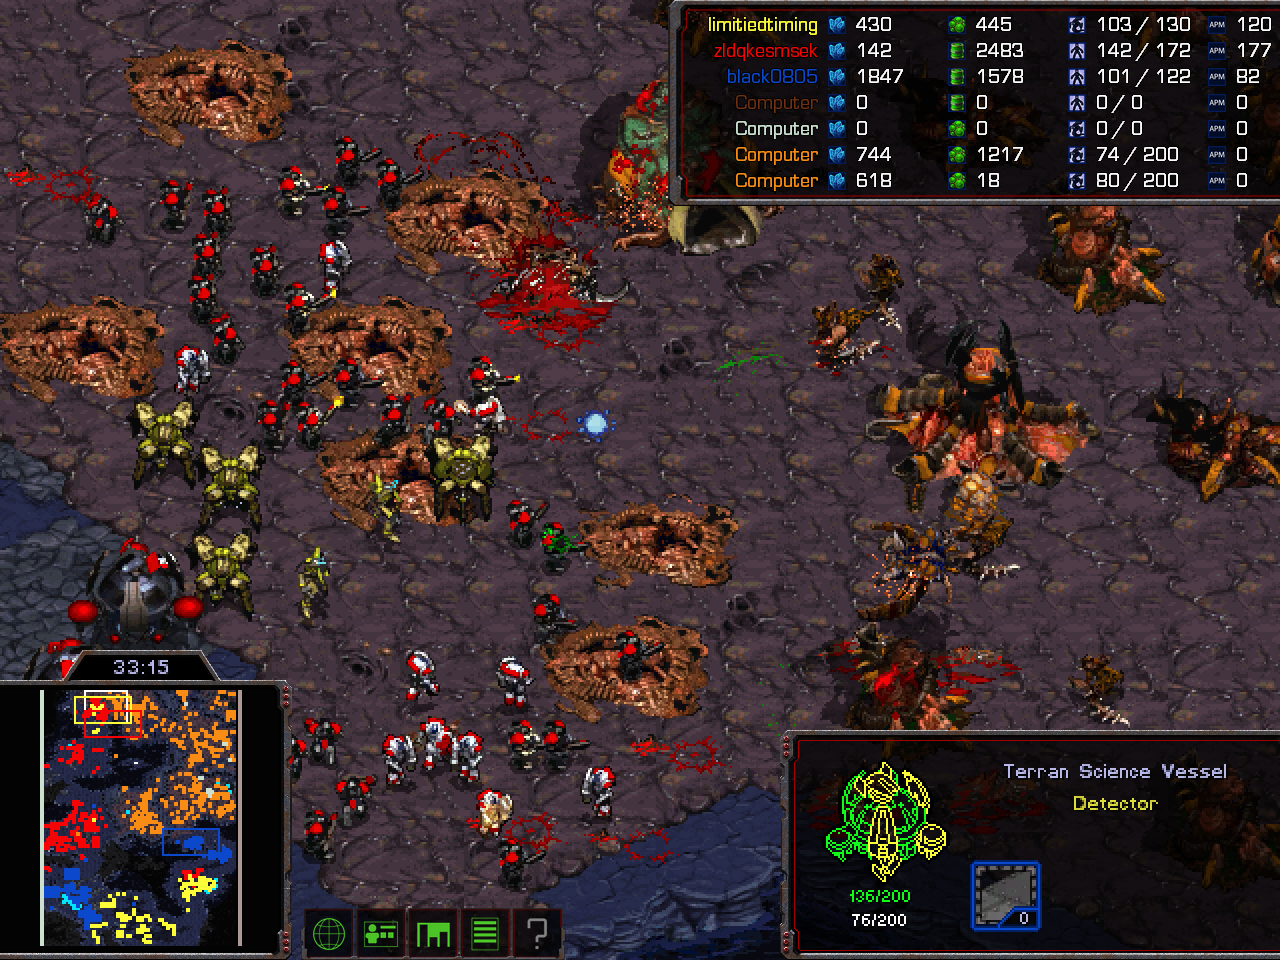 limitiedtiming 430 445 103 / 130 APM 120
zldqkesmsek 142 2483 142 / 172 APM 177
black0805 1847 1578 101 / 122 APM 82
Computer 0 0 0 / 0 APM 0
Computer 0 0 0 / 0 APM 0
Computer 744 1217 74 / 200 APM 0
Computer 618 18 80 / 200 APM 0
33:15
Terran Science Vessel
Detector
136/200
76/200
0
?